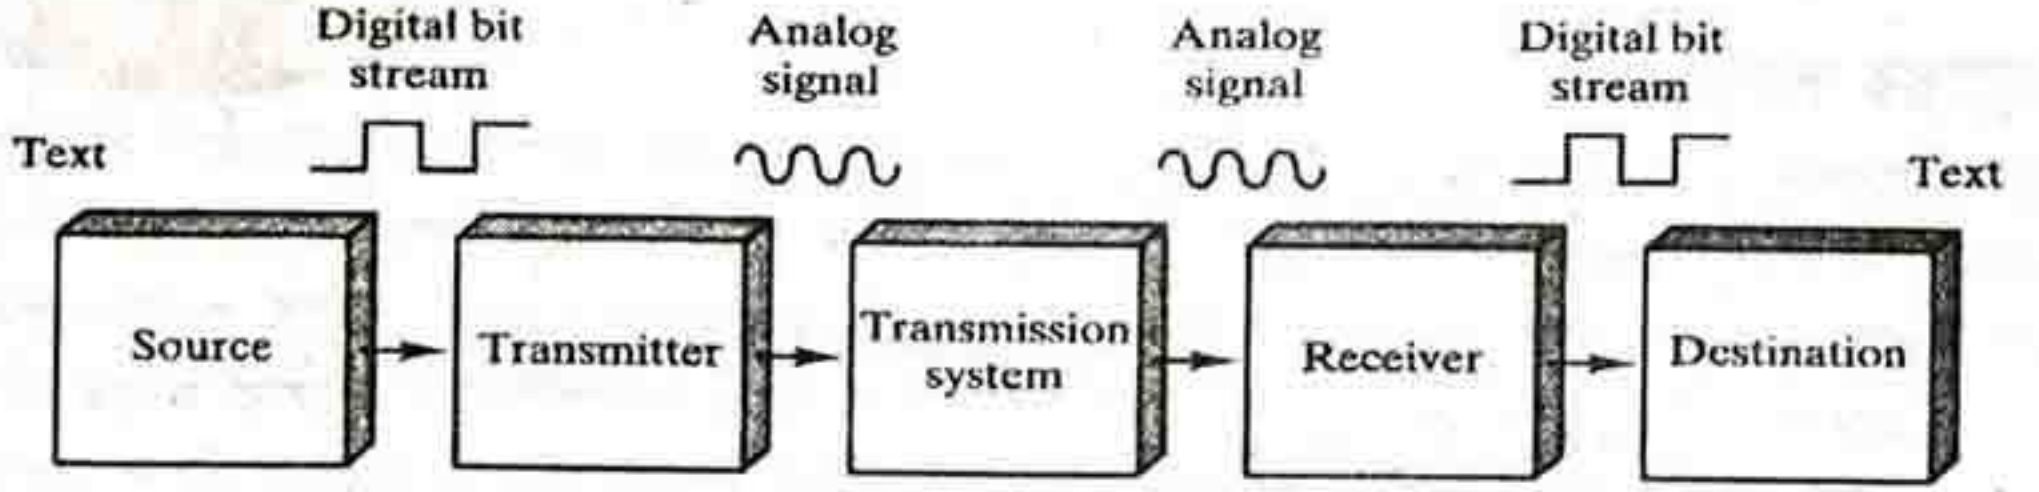 Digital bit
stream
Analog
signal
Analog
signal
Digital bit
stream
Text
Text
Source
Transmitter
Transmission
system
Receiver
Destination